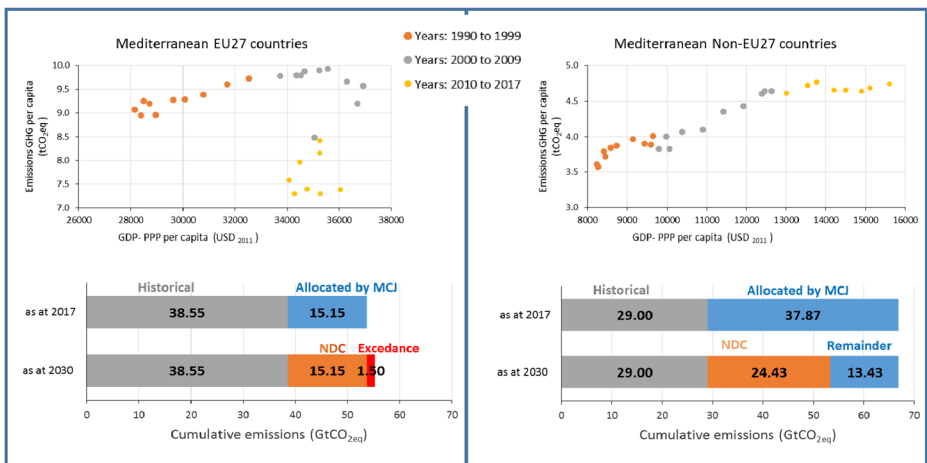 Mediterranean EU27 countries
Years: 1990 to 1999
Years: 2000 to 2009
Years: 2010 to 2017
Mediterranean Non-EU27 countries
Emissions GHG per capita
(tCO2eq)
10.0
9.5
9.0
8.5
8.0
7.5
7.0
26000 28000 30000 32000 34000 36000 38000
GDP- PPP per capita (USD 2011 )
Emissions GHG per capita
(tCO2eq)
5.0
4.5
4.0
3.5
3.0
8000 9000 10000 11000 12000 13000 14000 15000 16000
GDP- PPP per capita (USD 2011 )
Historical Allocated by MCJ
as at 2017 38.55 15.15
NDC Excedance
as at 2030 38.55 15.15 1.50
0 10 20 30 40 50 60 70
Cumulative emissions (GtCO2eq)
Historical Allocated by MCJ
as at 2017 29.00 37.87
NDC Remainder
as at 2030 29.00 24.43 13.43
0 10 20 30 40 50 60 70
Cumulative emissions (GtCO2eq)